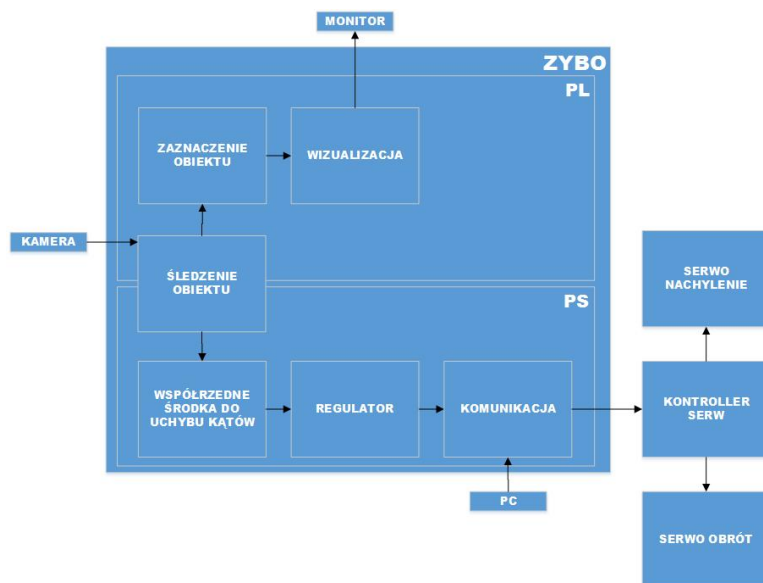 MONITOR
ZYBO
PL
ZAZNACZENIE
OBIEKTU
WIZUALIZACJA
KAMERA
ŚLEDZENIE
OBIEKTU
SERWO
NACHYLENIE
PS
WSPÓŁRZEDNE
ŚRODKA DO
UCHYBU KĄTÓW
REGULATOR
KOMUNIKACJA
KONTROLLER
SERW
PC
SERWO OBRÓT